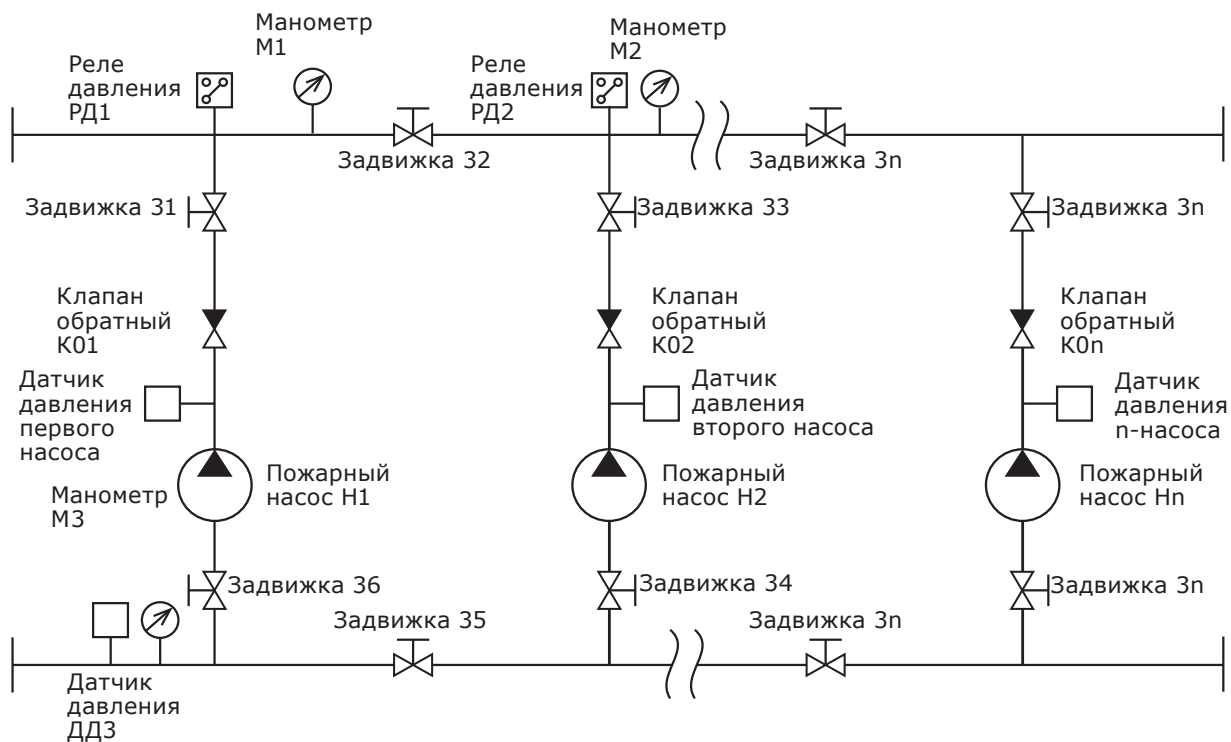 Манометр
М1
Манометр
М2
Реле
давления
РД1
Реле
давления
РД2
Задвижка 32
Задвижка 3n
Задвижка 31
Задвижка 33
Задвижка 3n
Клапан
обратный
К01
Клапан
обратный
К02
Клапан
обратный
К0n
Датчик
давления
первого
насоса
Датчик
давления
второго насоса
Датчик
давления
n-насоса
Манометр
М3
Пожарный
насос Н1
Пожарный
насос Н2
Пожарный
насос Нn
Задвижка 36
Задвижка 34
Задвижка 3n
Задвижка 35
Задвижка 3n
Датчик
давления
ДД3